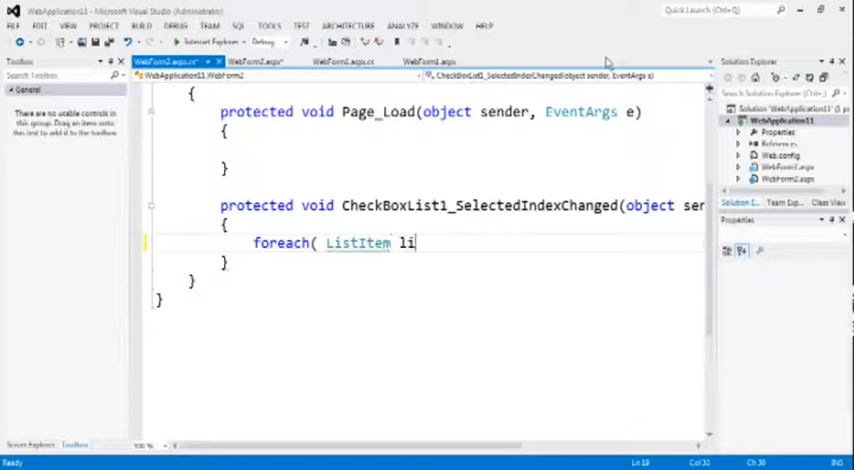 WebApplication11 - Microsoft Visual Studio (Administrator)
Quick Launch (Ctrl+Q)
FILE EDIT VIEW PROJECT BUILD DEBUG TEAM SQL TOOLS TEST ARCHITECTURE ANALYZE WINDOW HELP
Internet Explorer Debug
Toolbox
Search Toolbox
General
There are no usable controls in
this group. Drag an item onto
this text to add it to the toolbox.
WebForm2.aspx.cs* WebForm2.aspx* WebForm1.aspx.cs WebForm1.aspx
WebApplication11.WebForm2
CheckBoxList1_SelectedIndexChanged(object sender, EventArgs e)
{
protected void Page_Load(object sender, EventArgs e)
{
}
protected void CheckBoxList1_SelectedIndexChanged(object sen
{
foreach( ListItem li
}
}
}
100 %
Solution Explorer
Search Solution Explorer (Ctrl+;)
Solution 'WebApplication11' (1 proj
WebApplication11
Properties
References
Web.config
WebForm1.aspx
WebForm2.aspx
Solution E... Team Exp... Class View
Properties
Server Explorer Toolbox
Ready
Ln 19
Col 33
Ch 30
INS